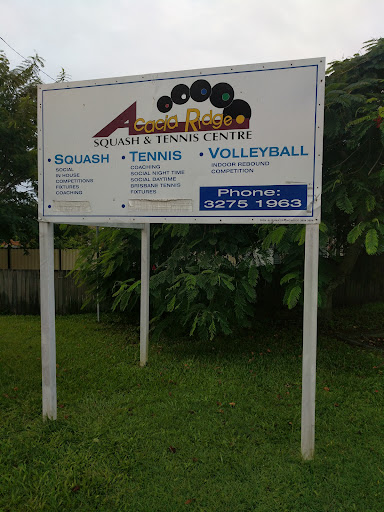 Acacia Ridge
SQUASH & TENNIS CENTRE
• SQUASH
SOCIAL
IN HOUSE
COMPETITIONS
FIXTURES
COACHING
• TENNIS
COACHING
SOCIAL NIGHT TIME
SOCIAL DAYTIME
BRISBANE TENNIS
FIXTURES
• VOLLEYBALL
INDOOR REBOUND
COMPETITION
Phone:
3275 1963